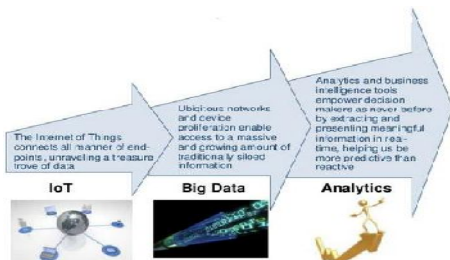 The Internet of Things
connects all manner of end-
points, unraveling a treasure
trove of data
IoT
Ubiqitous networks
and device
proliferation enable
access to a massive
and growing amount of
traditionally siloed
information
Big Data
Analytics and business
intelligence tools
empower decision
makers as never before
by extracting and
presenting meaningful
information in real-
time, helping us be
more predictive than
reactive
Analytics